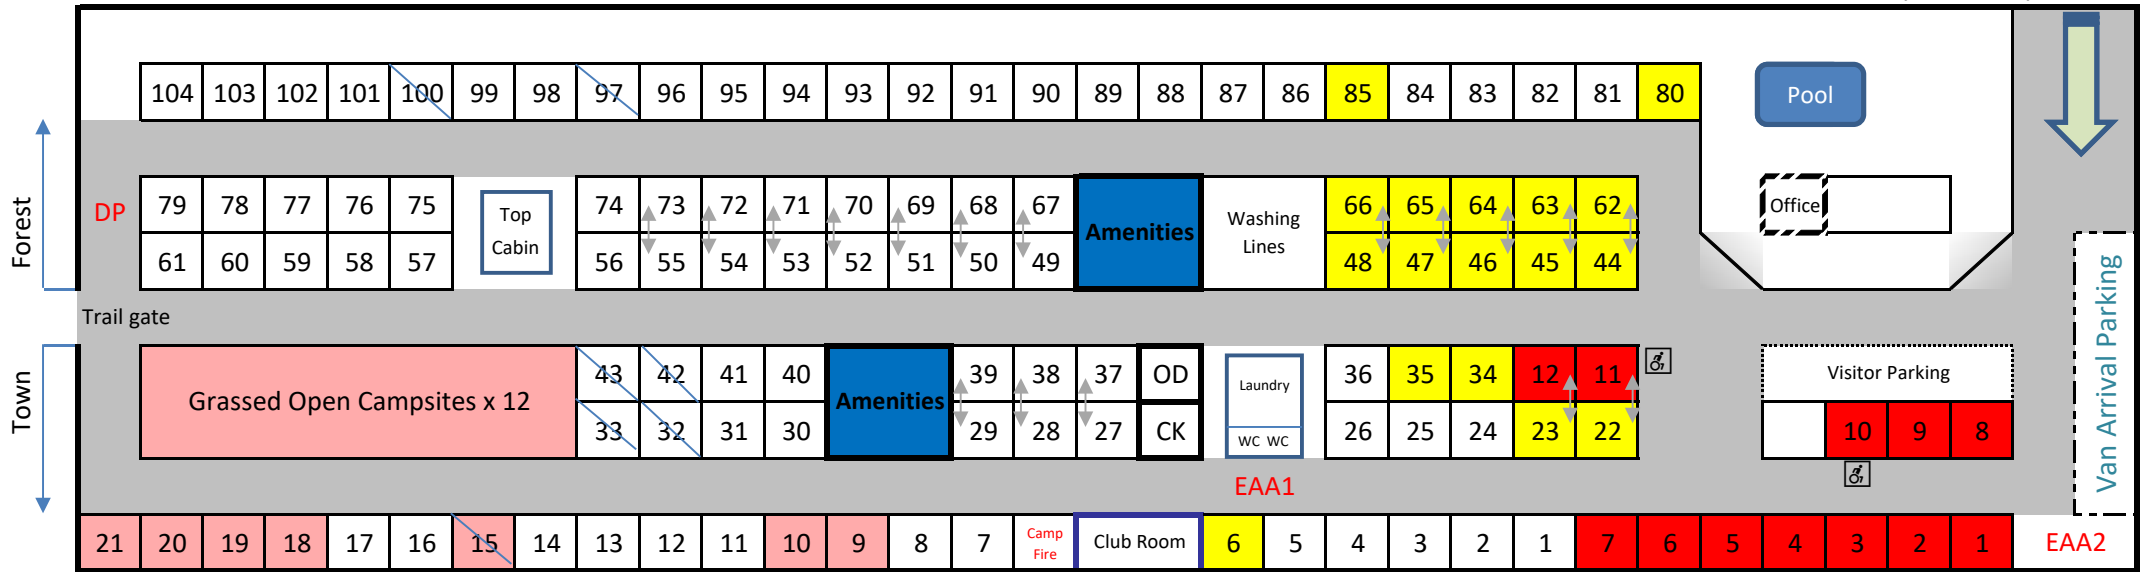 104 103 102 101 100 99 98 97 96 95 94 93 92 91 90 89 88 87 86 85 84 83 82 81 80 Pool
Forest
DP 79 78 77 76 75 Top 74 73 72 71 70 69 68 67 Amenities Washing 66 65 64 63 62 Office
61 60 59 58 57 Cabin 56 55 54 53 52 51 50 49 Lines 48 47 46 45 44
Trail gate
Van Arrival Parking
Town
Grassed Open Campsites x 12 43 42 41 40 Amenities 39 38 37 OD Laundry 36 35 34 12 11 Visitor Parking
33 32 31 30 29 28 27 CK WC WC 26 25 24 23 22 10 9 8
EAA1
21 20 19 18 17 16 15 14 13 12 11 10 9 8 7 Camp Club Room 6 5 4 3 2 1 7 6 5 4 3 2 1 EAA2
Fire